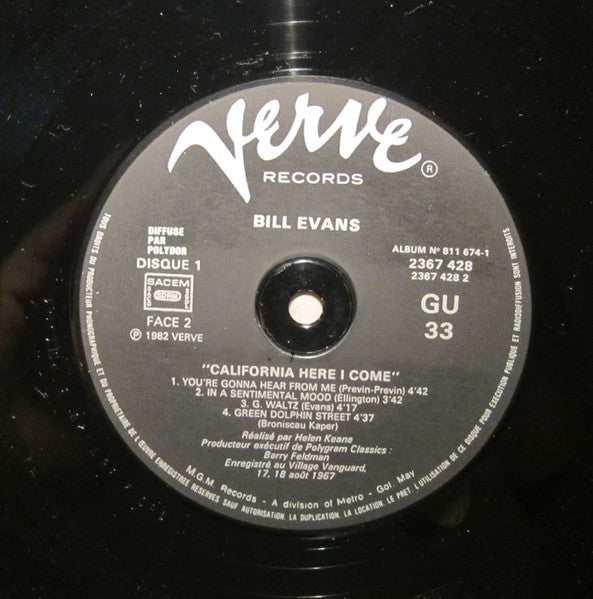 Verve
®
RECORDS
BILL EVANS
DIFFUSE
PAR
POLYDOR
DISQUE 1
SACEM
SDRM
FACE 2
℗ 1982 VERVE
ALBUM Nº 811 674-1
2367 428
2367 428 2
GU
33
"CALIFORNIA HERE I COME"
1. YOU'RE GONNA HEAR FROM ME (Previn-Previn) 4'42
2. IN A SENTIMENTAL MOOD (Ellington) 3'42
3. G. WALTZ (Evans) 4'17
4. GREEN DOLPHIN STREET 4'37
(Broniscau Kaper)
Réalisé par Helen Keane
Producteur exécutif de Polygram Classics :
Barry Feldman
Enregistré au Village Vanguard,
17, 18 août 1967
M.G.M. Records - A division of Metro - Gol. May
TOUS DROITS DU PRODUCTEUR PHONOGRAPHIQUE ET DU PROPRIETAIRE DE L'ŒUVRE ENREGISTREE RESERVES SAUF AUTORISATION. LA DUPLICATION. LA LOCATION. LE PRET. L'UTILISATION DE CE DISQUE POUR EXECUTION PUBLIQUE ET RADIODIFFUSION SONT INTERDITS